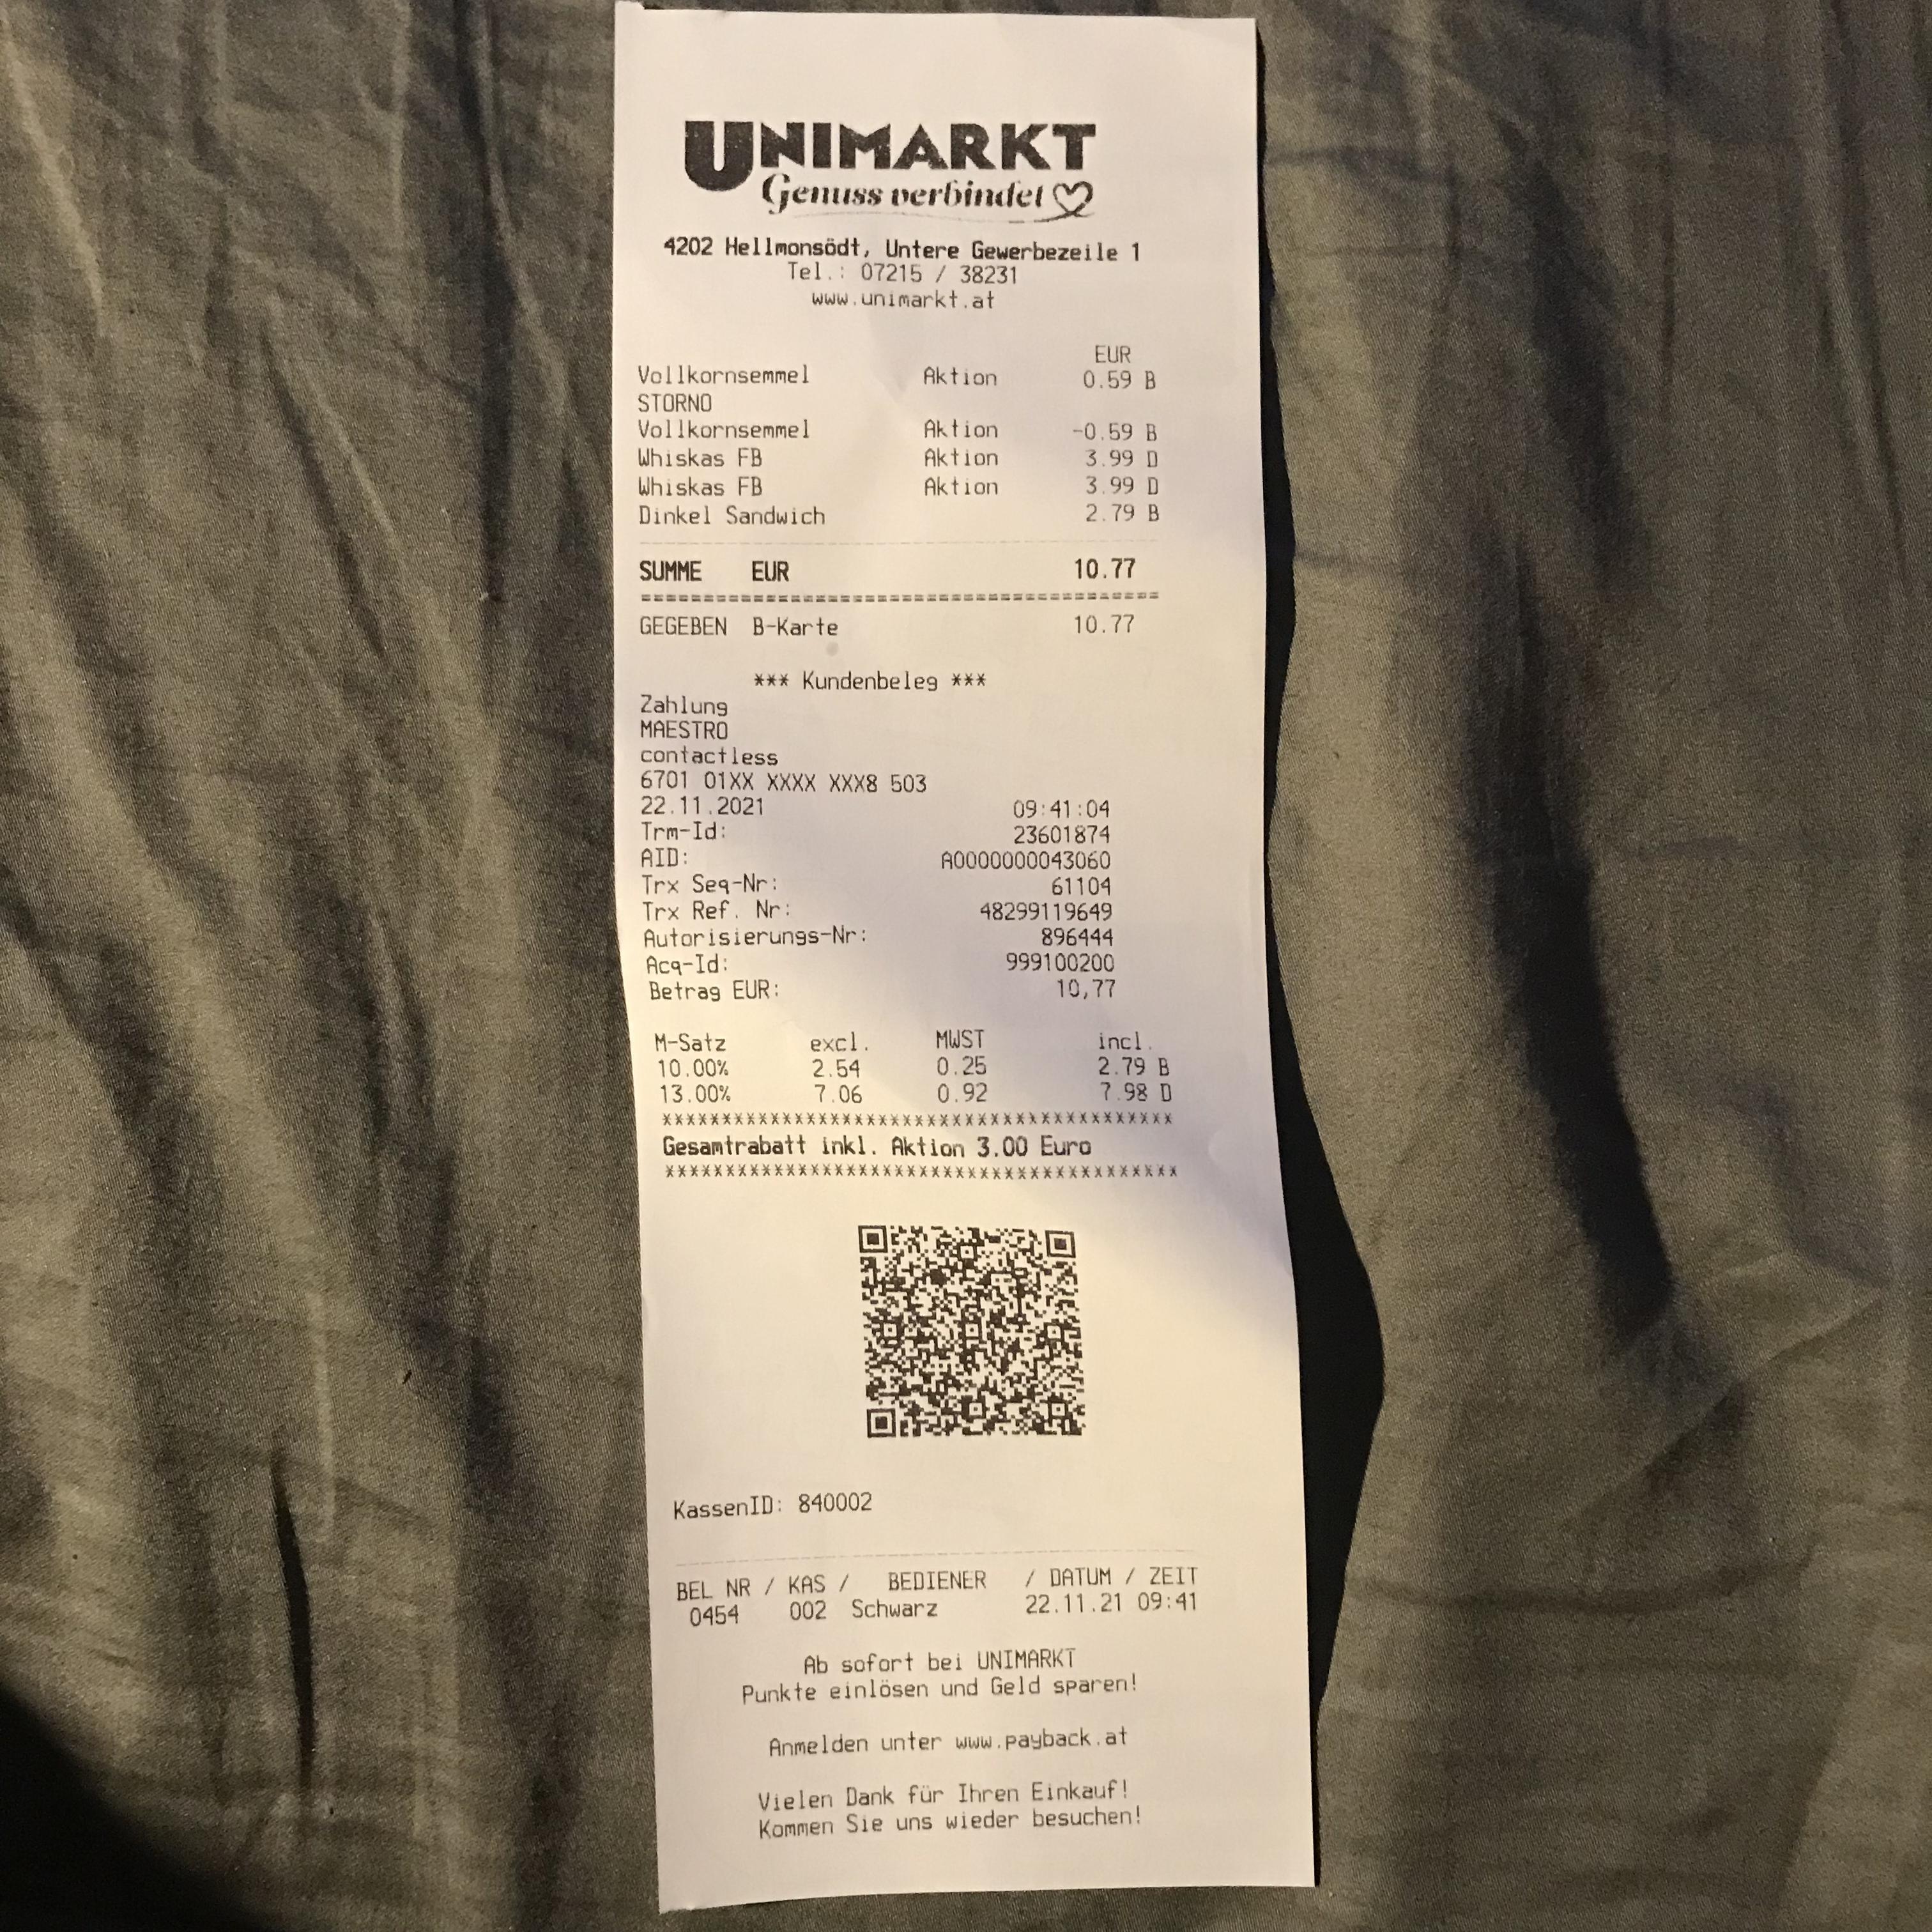 UNIMARKT
Genuss verbindet
4202 Hellmonsödt, Untere Gewerbezeile 1
Tel.: 07215 / 38231
www.unimarkt.at
EUR
Vollkornsemmel Aktion 0.59 B
STORNO
Vollkornsemmel Aktion -0.59 B
Whiskas FB Aktion 3.99 D
Whiskas FB Aktion 3.99 D
Dinkel Sandwich 2.79 B
SUMME EUR 10.77
==========================================
GEGEBEN B-Karte 10.77
*** Kundenbeleg ***
Zahlung
MAESTRO
contactless
6701 01XX XXXX XXX8 503
22.11.2021 09:41:04
Trm-Id: 23601874
AID: A0000000043060
Trx Seq-Nr: 61104
Trx Ref. Nr: 48299119649
Autorisierungs-Nr: 896444
Acq-Id: 999100200
Betrag EUR: 10,77
M-Satz excl. MWST incl.
10.00% 2.54 0.25 2.79 B
13.00% 7.06 0.92 7.98 D
******************************************
Gesamtrabatt inkl. Aktion 3.00 Euro
******************************************
KassenID: 840002
BEL NR / KAS / BEDIENER / DATUM / ZEIT
0454 002 Schwarz 22.11.21 09:41
Ab sofort bei UNIMARKT
Punkte einlösen und Geld sparen!
Anmelden unter www.payback.at
Vielen Dank für Ihren Einkauf!
Kommen Sie uns wieder besuchen!